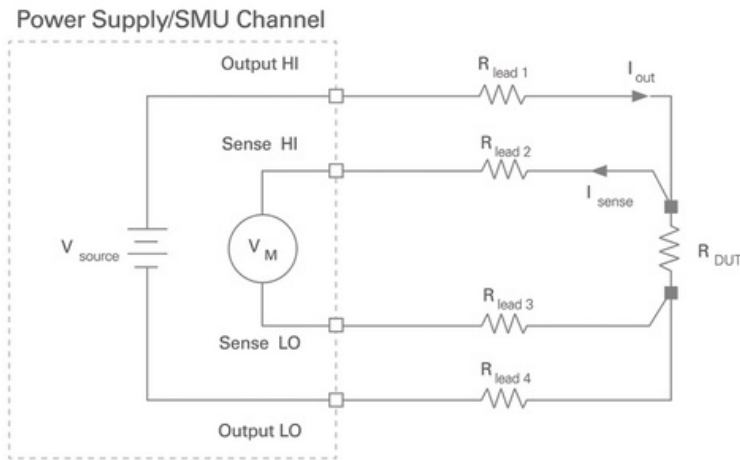 Power Supply/SMU Channel
Output HI
R lead 1
I out
Sense HI
R lead 2
I sense
V source
V M
R DUT
R lead 3
Sense LO
R lead 4
Output LO